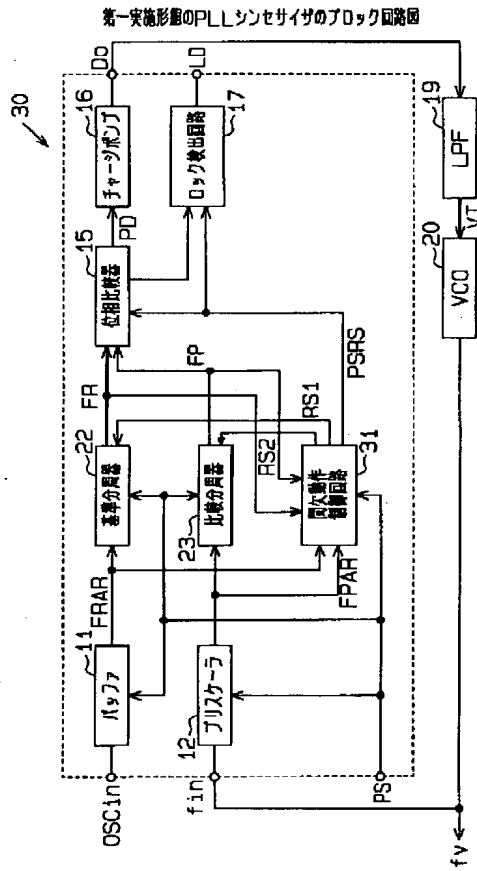 第一実施形態のPLLシンセサイザのブロック回路図
30
OSCin
11
バッファ
FRAR
22
基準分周器
FR
15
位相比較器
PD
16
チャージポンプ
Do
fin
12
プリスケーラ
23
比較分周器
FP
17
ロック検出回路
LD
RS2
RS1
FPAR
31
間欠動作
制御回路
PSRS
PS
19
LPF
VT
20
VCO
fv